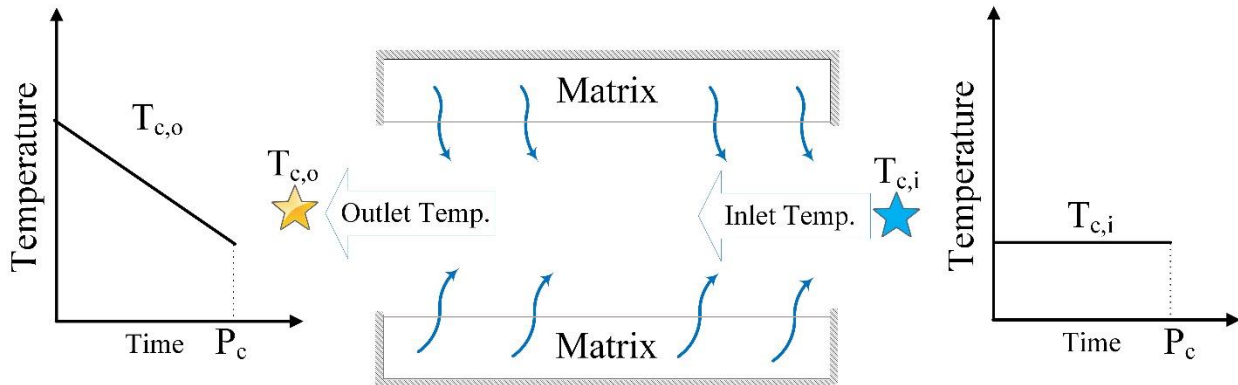 Temperature
T_c,o
Time
P_c
T_c,o
Outlet Temp.
Matrix
Inlet Temp.
T_c,i
Matrix
Temperature
T_c,i
Time
P_c